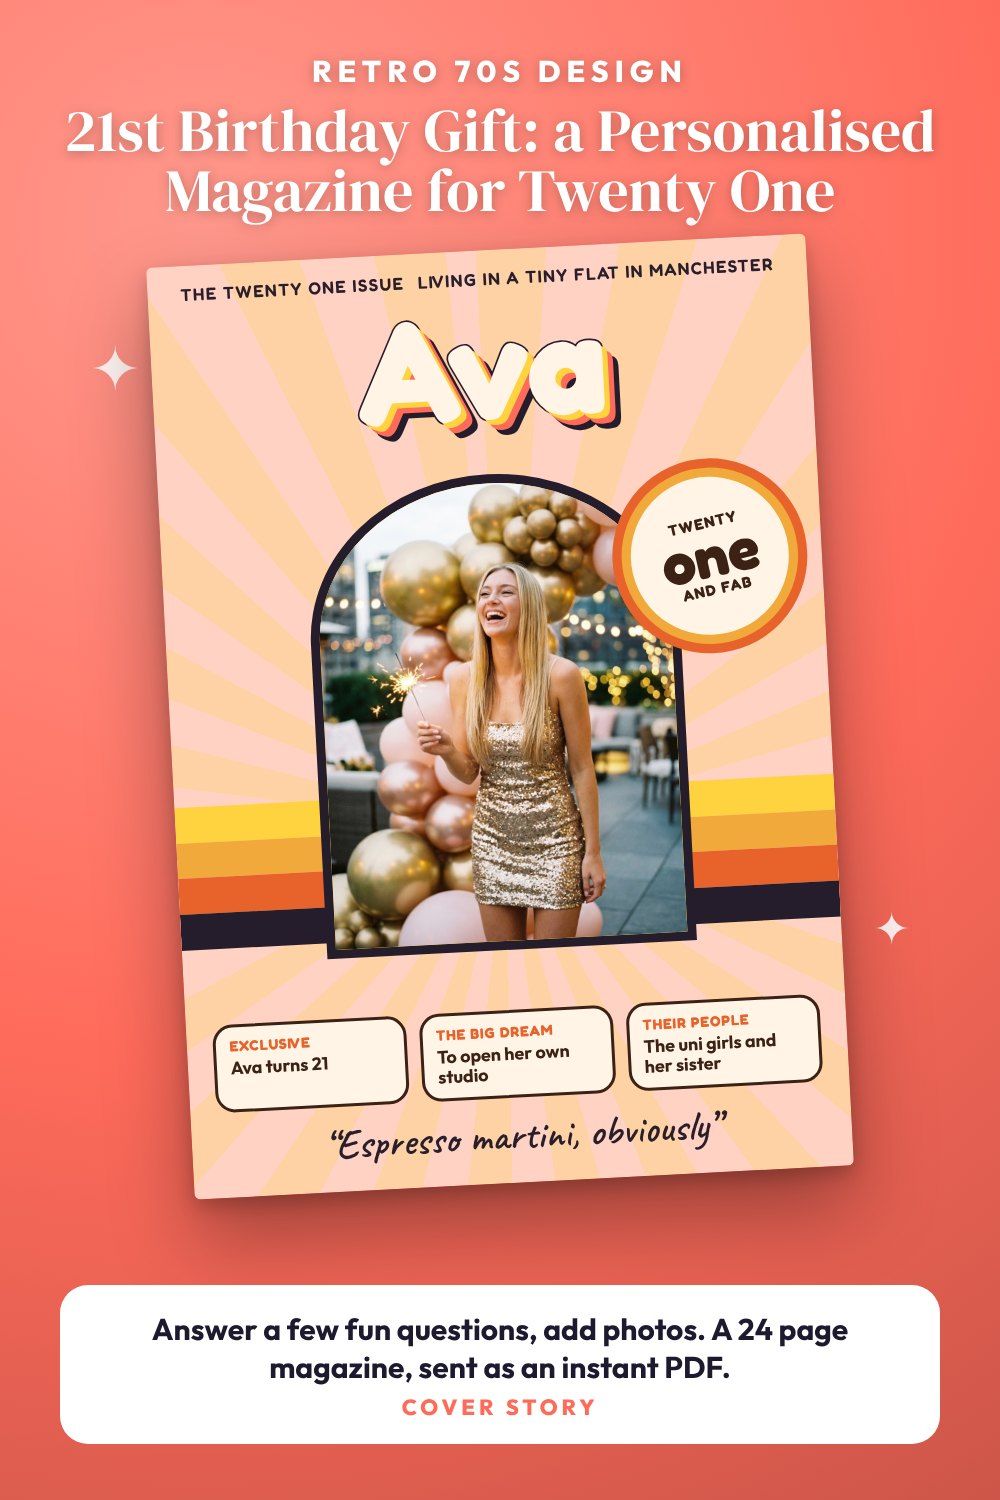 RETRO 70S DESIGN
21st Birthday Gift: a Personalised
Magazine for Twenty One
THE TWENTY ONE ISSUE LIVING IN A TINY FLAT IN MANCHESTER
Ava
TWENTY
one
AND FAB
EXCLUSIVE
Ava turns 21
THE BIG DREAM
To open her own
studio
THEIR PEOPLE
The uni girls and
her sister
“Espresso martini, obviously”
Answer a few fun questions, add photos. A 24 page
magazine, sent as an instant PDF.
COVER STORY